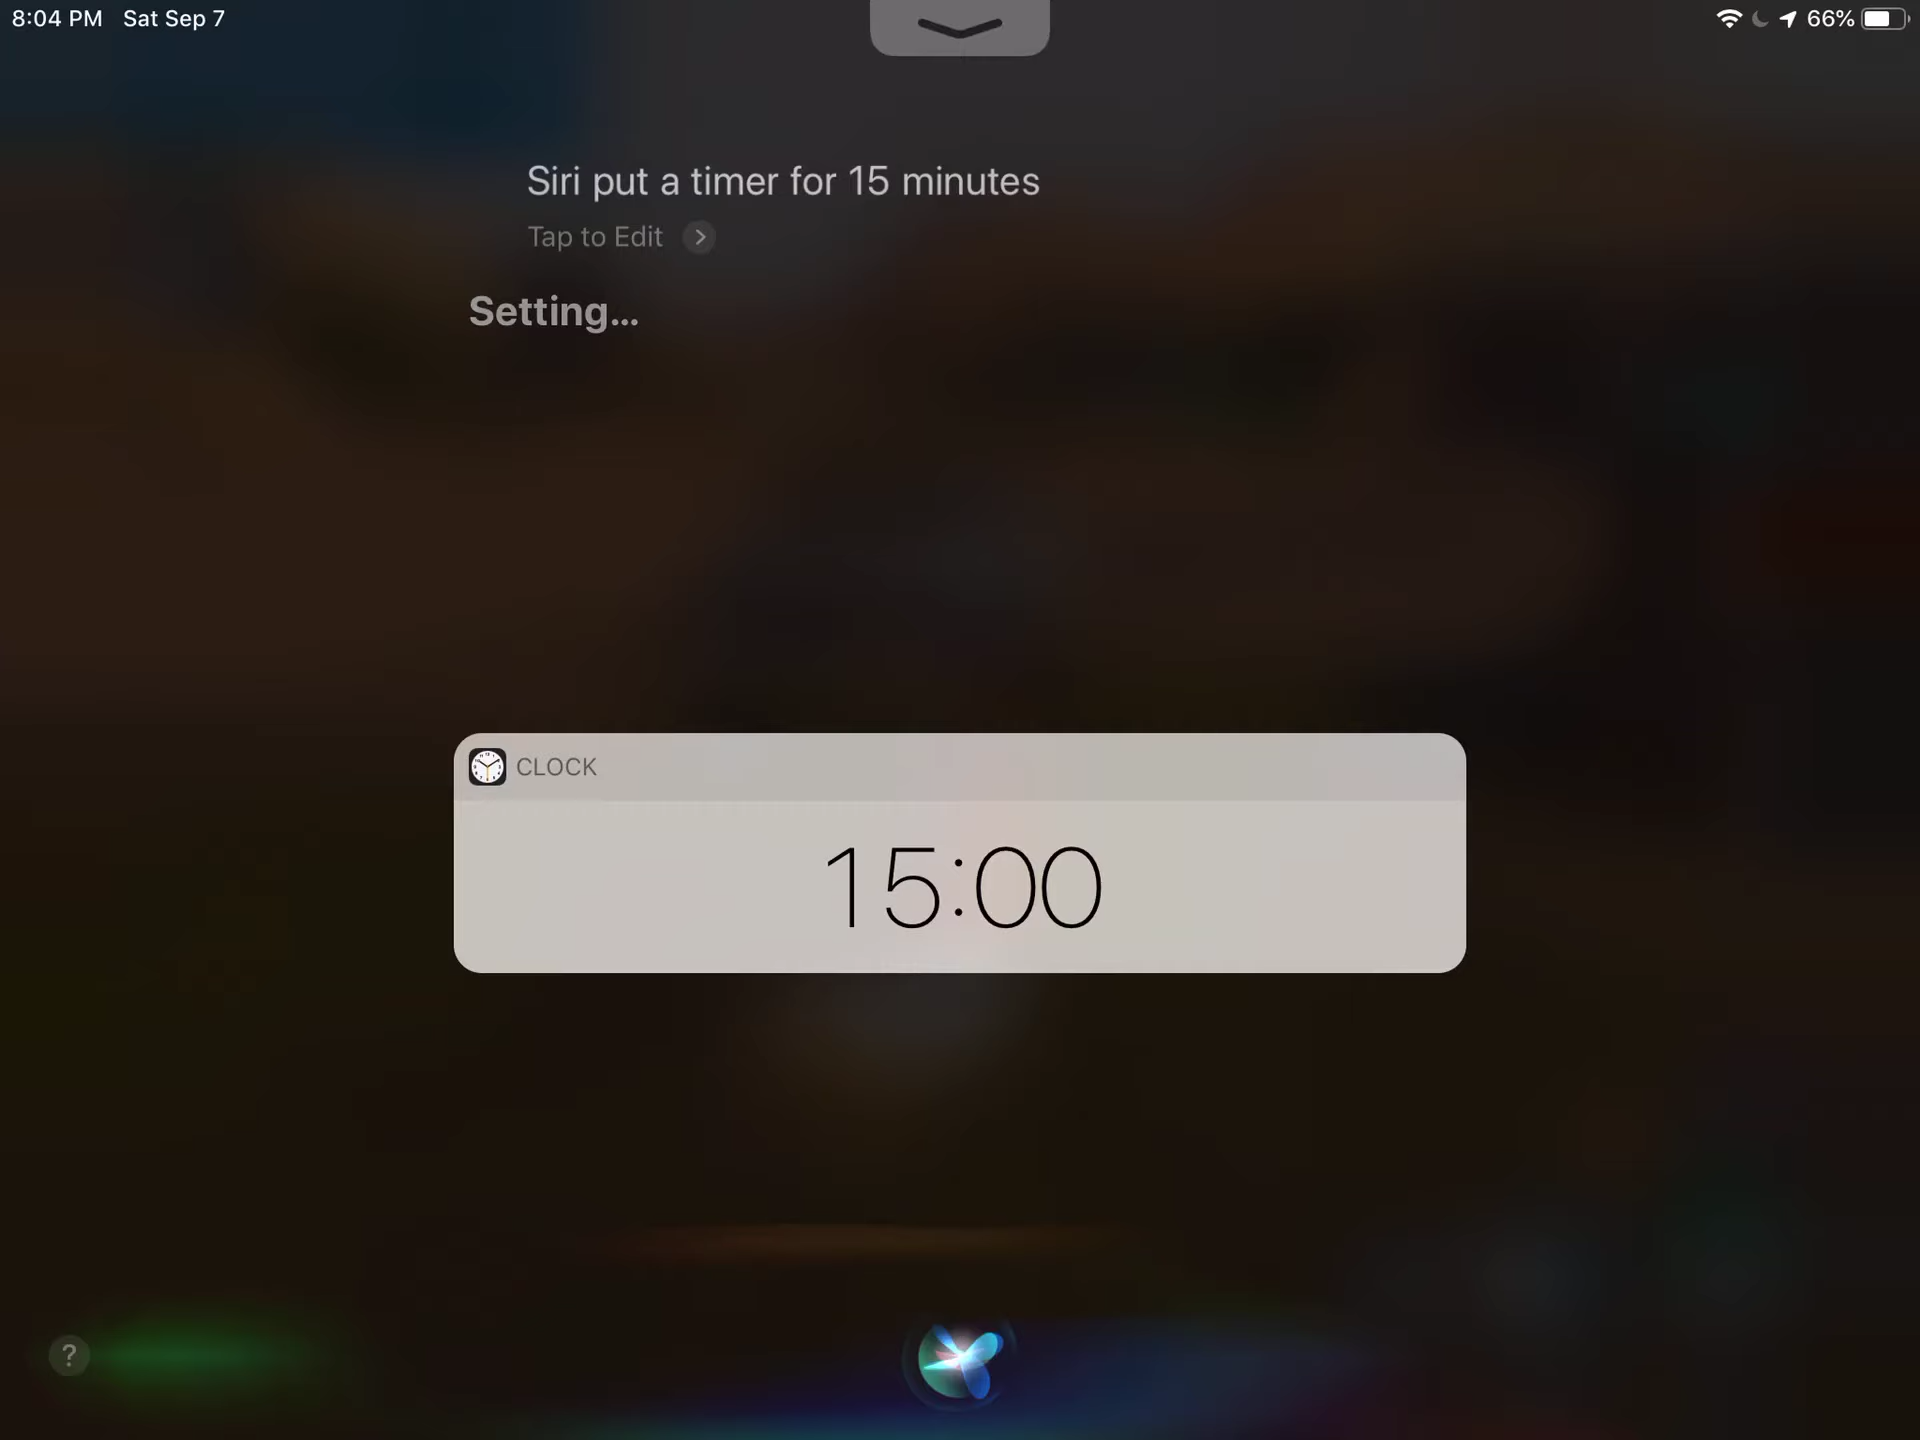 8:04 PM Sat Sep 7
66%
Siri put a timer for 15 minutes
Tap to Edit
Setting...
CLOCK
15:00
?